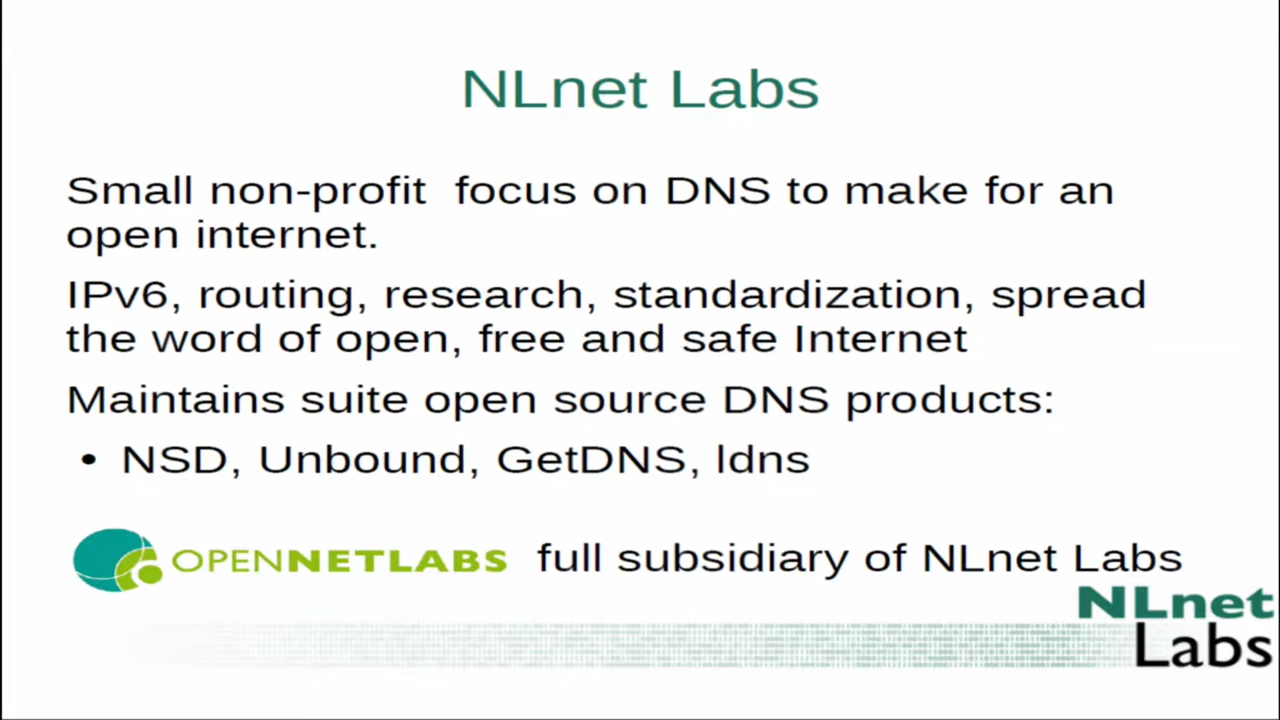 NLnet Labs
Small non-profit  focus on DNS to make for an
open internet.
IPv6, routing, research, standardization, spread
the word of open, free and safe Internet
Maintains suite open source DNS products:
• NSD, Unbound, GetDNS, ldns
OPENNETLABS full subsidiary of NLnet Labs
NLnet
Labs